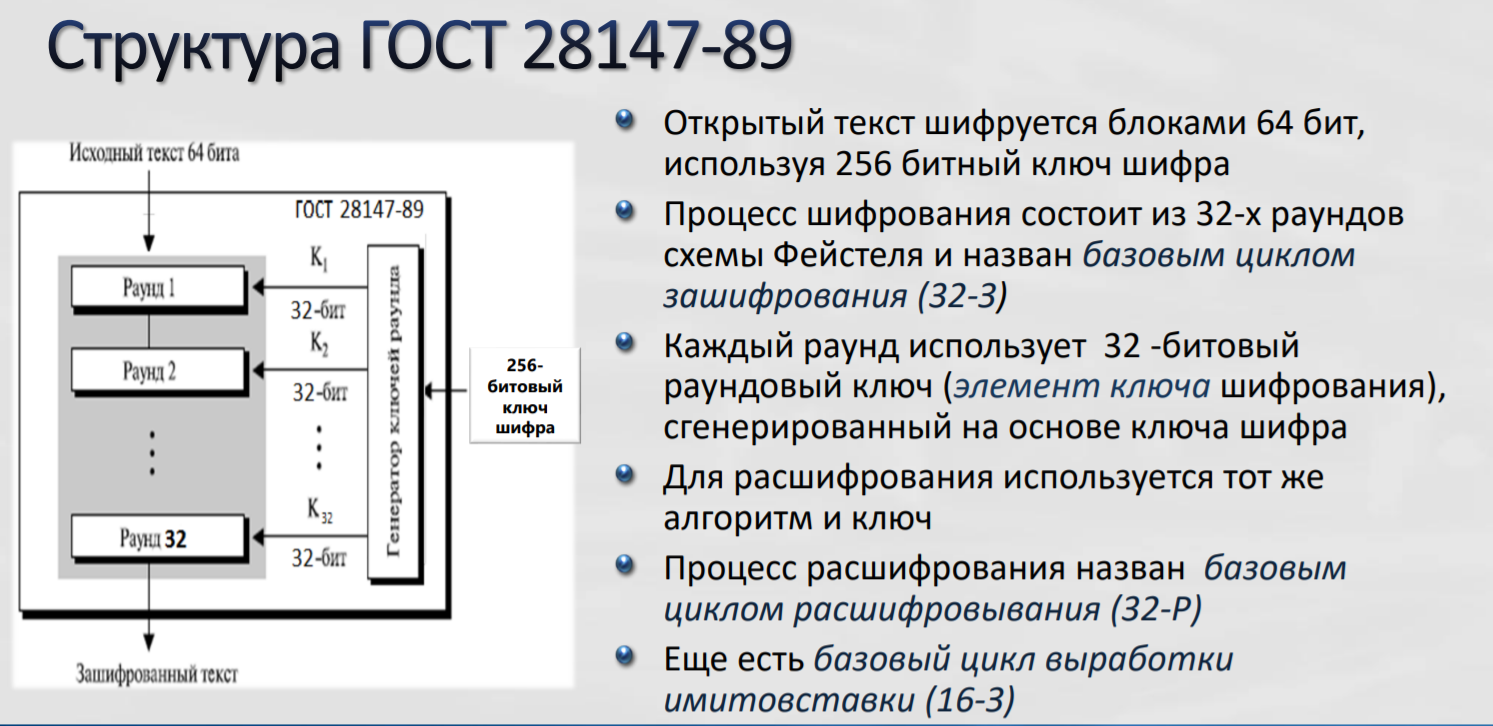 Структура ГОСТ 28147-89
Исходный текст 64 бита
ГОСТ 28147-89
K1
Раунд 1
32-бит
K2
Раунд 2
32-бит
K32
Раунд 32
32-бит
Генератор ключей раунда
256-
битовый
ключ
шифра
Зашифрованный текст
Открытый текст шифруется блоками 64 бит,
используя 256 битный ключ шифра
Процесс шифрования состоит из 32-х раундов
схемы Фейстеля и назван базовым циклом
зашифрования (32-З)
Каждый раунд использует 32 -битовый
раундовый ключ (элемент ключа шифрования),
сгенерированный на основе ключа шифра
Для расшифрования используется тот же
алгоритм и ключ
Процесс расшифрования назван базовым
циклом расшифровывания (32-Р)
Еще есть базовый цикл выработки
имитовставки (16-З)